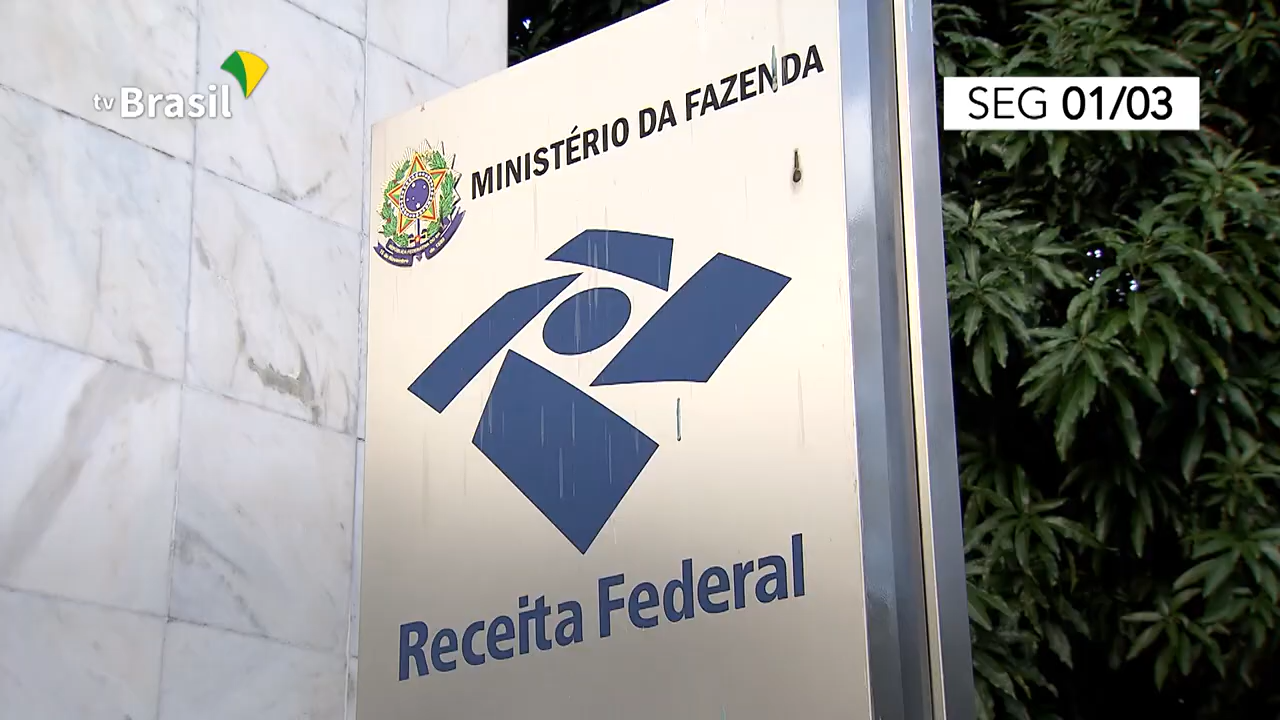 tv Brasil
SEG 01/03
MINISTÉRIO DA FAZENDA
Receita Federal